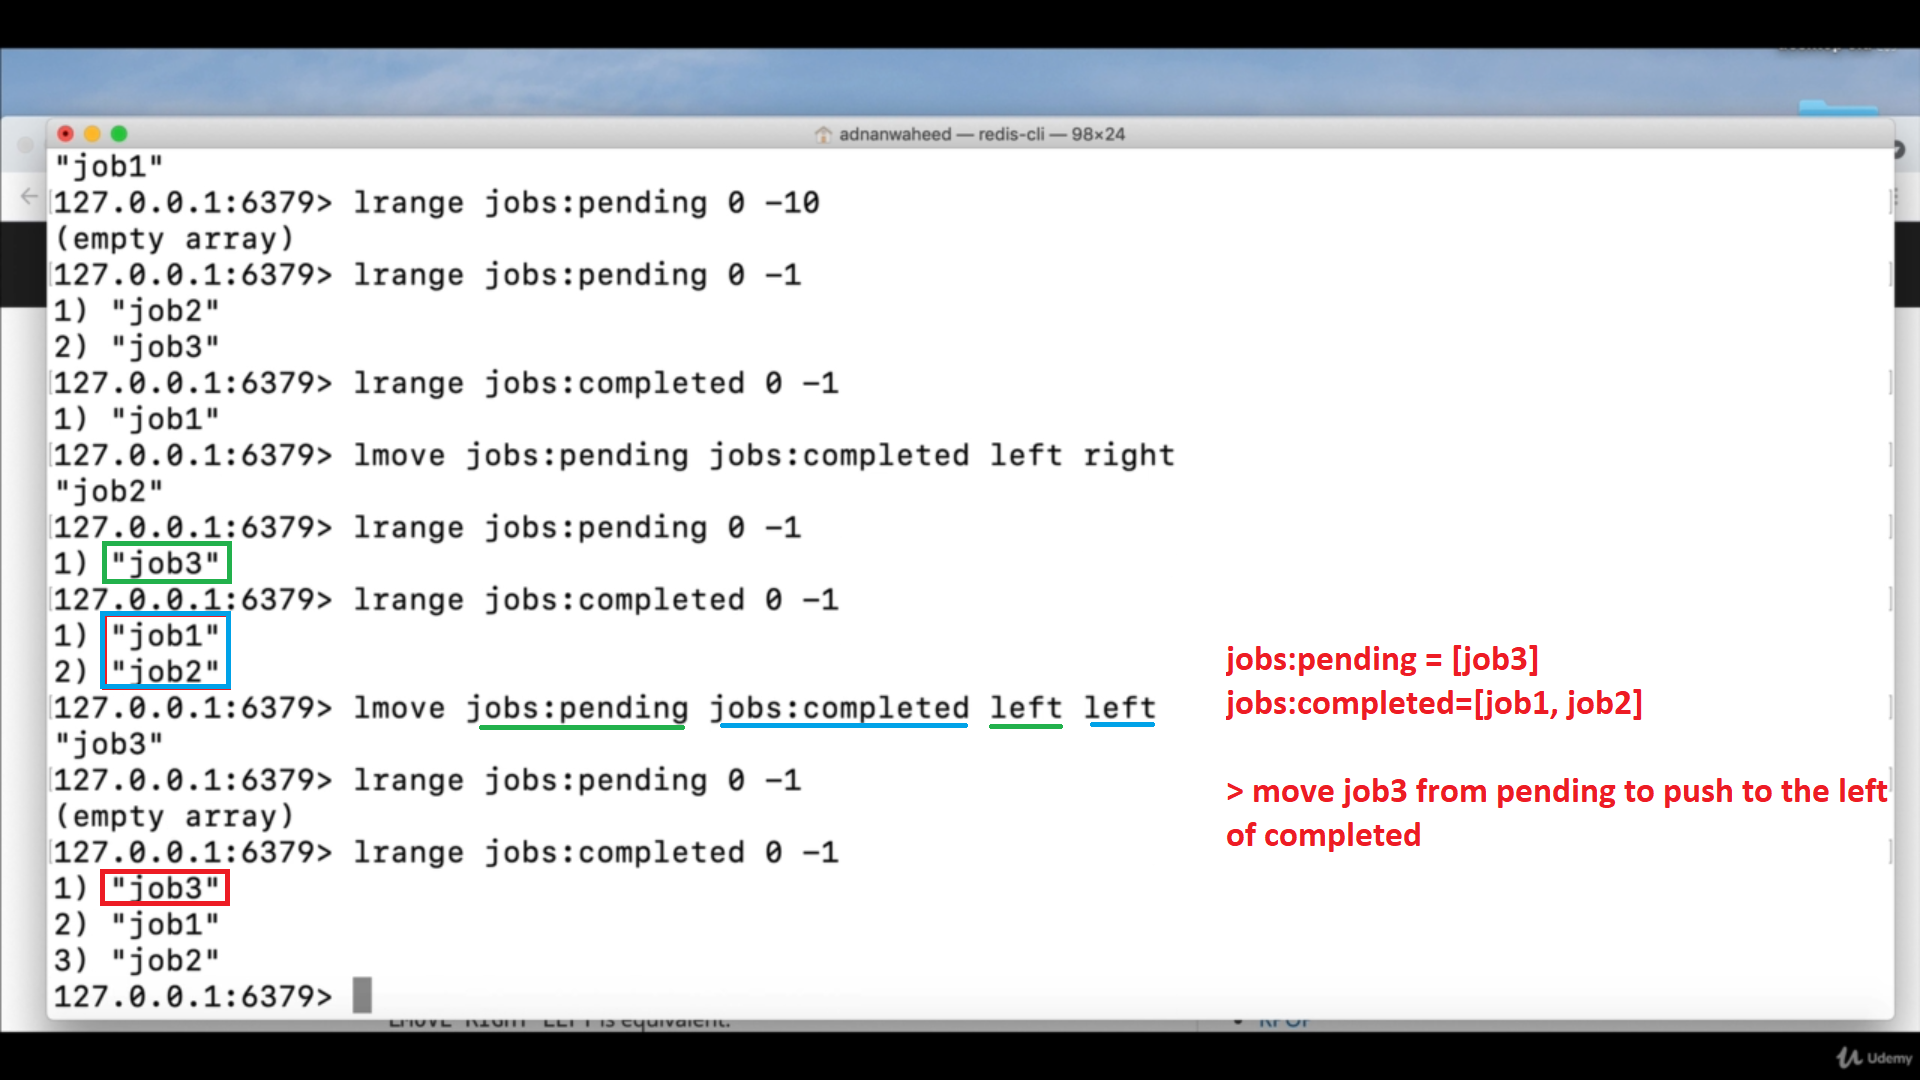 adnanwaheed — redis-cli — 98×24
"job1"
127.0.0.1:6379> lrange jobs:pending 0 -10
(empty array)
127.0.0.1:6379> lrange jobs:pending 0 -1
1) "job2"
2) "job3"
127.0.0.1:6379> lrange jobs:completed 0 -1
1) "job1"
127.0.0.1:6379> lmove jobs:pending jobs:completed left right
"job2"
127.0.0.1:6379> lrange jobs:pending 0 -1
1) "job3"
127.0.0.1:6379> lrange jobs:completed 0 -1
1) "job1"
2) "job2"
127.0.0.1:6379> lmove jobs:pending jobs:completed left left
"job3"
127.0.0.1:6379> lrange jobs:pending 0 -1
(empty array)
127.0.0.1:6379> lrange jobs:completed 0 -1
1) "job3"
2) "job1"
3) "job2"
127.0.0.1:6379>
jobs:pending = [job3]
jobs:completed=[job1, job2]
> move job3 from pending to push to the left
of completed
LMOVE RIGHT LEFT is equivalent.
RPOP
Udemy